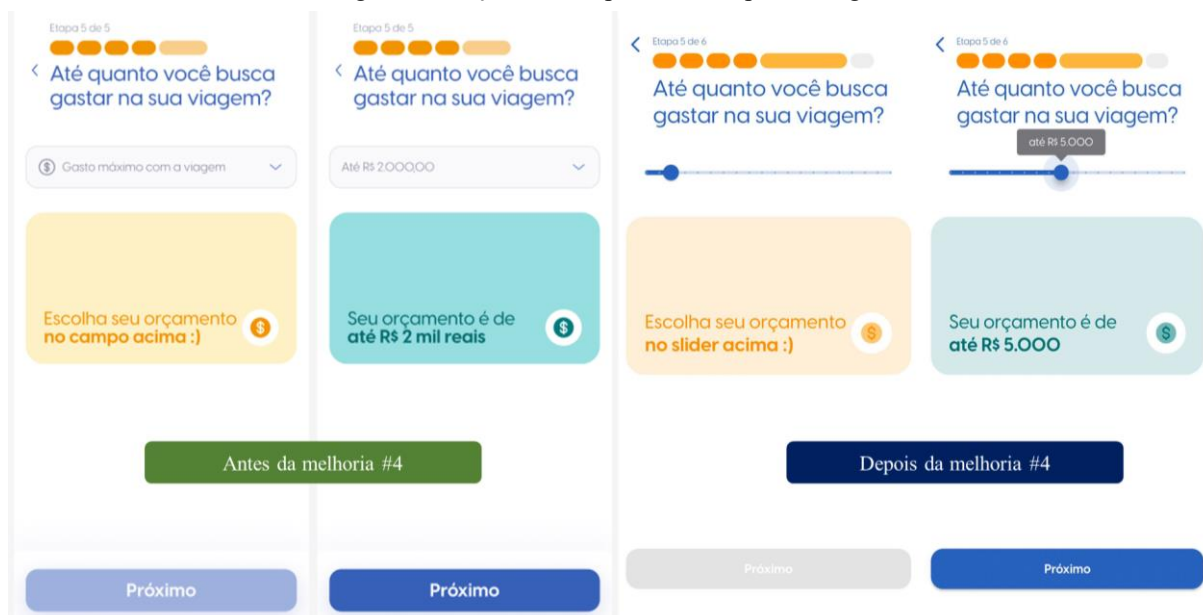 Etapa 5 de 5
Até quanto você busca
gastar na sua viagem?
Gasto máximo com a viagem
Escolha seu orçamento
no campo acima :)
Próximo
Etapa 5 de 5
Até quanto você busca
gastar na sua viagem?
Até R$ 2.000,00
Seu orçamento é de
até R$ 2 mil reais
Próximo
Antes da melhoria #4
Etapa 5 de 6
Até quanto você busca
gastar na sua viagem?
Escolha seu orçamento
no slider acima :)
Próximo
Etapa 5 de 6
Até quanto você busca
gastar na sua viagem?
até R$ 5.000
Seu orçamento é de
até R$ 5.000
Próximo
Depois da melhoria #4